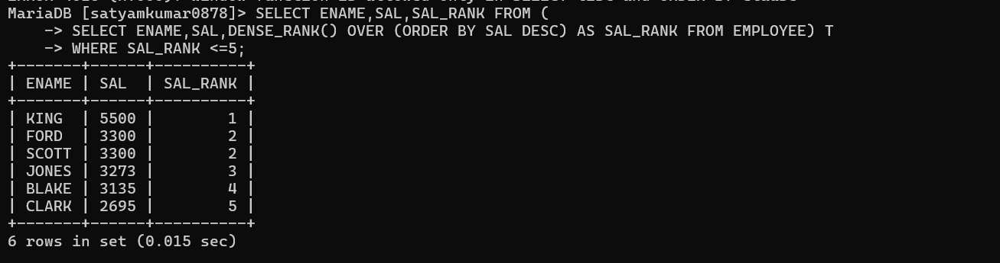 MariaDB [satyamkumar0878]> SELECT ENAME,SAL,SAL_RANK FROM (
    -> SELECT ENAME,SAL,DENSE_RANK() OVER (ORDER BY SAL DESC) AS SAL_RANK FROM EMPLOYEE) T
    -> WHERE SAL_RANK <=5;
+-------+------+----------+
| ENAME | SAL  | SAL_RANK |
+-------+------+----------+
| KING  | 5500 |        1 |
| FORD  | 3300 |        2 |
| SCOTT | 3300 |        2 |
| JONES | 3273 |        3 |
| BLAKE | 3135 |        4 |
| CLARK | 2695 |        5 |
+-------+------+----------+
6 rows in set (0.015 sec)